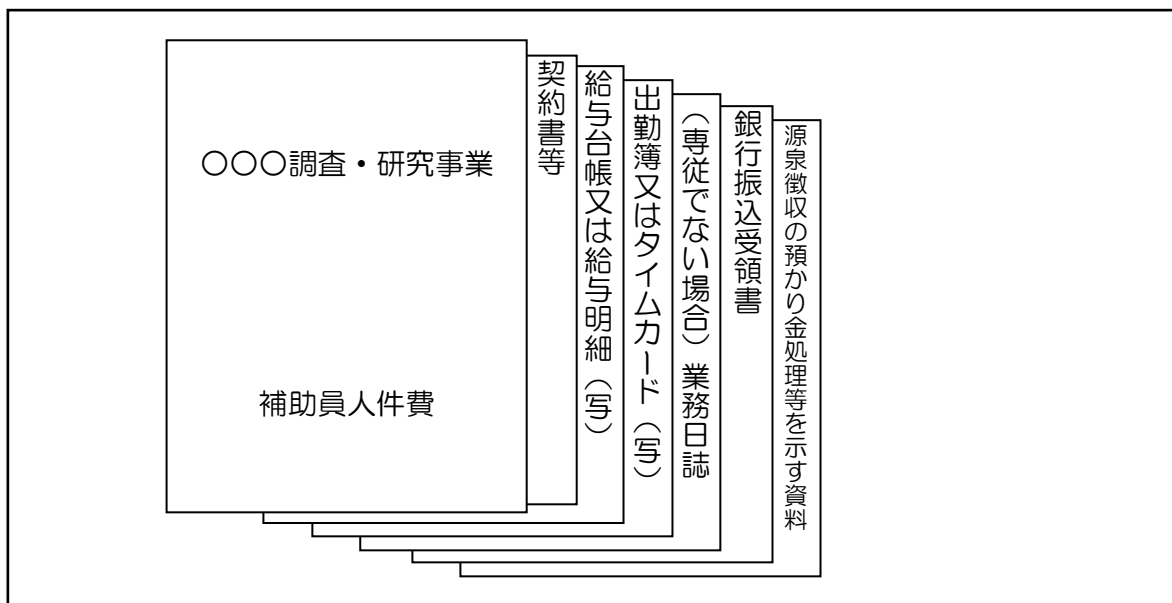 〇〇〇調査・研究事業
補助員人件費
契約書等
給与台帳又は給与明細（写）
出勤簿又はタイムカード（写）
（専従でない場合）業務日誌
銀行振込受領書
源泉徴収の預かり金処理等を示す資料